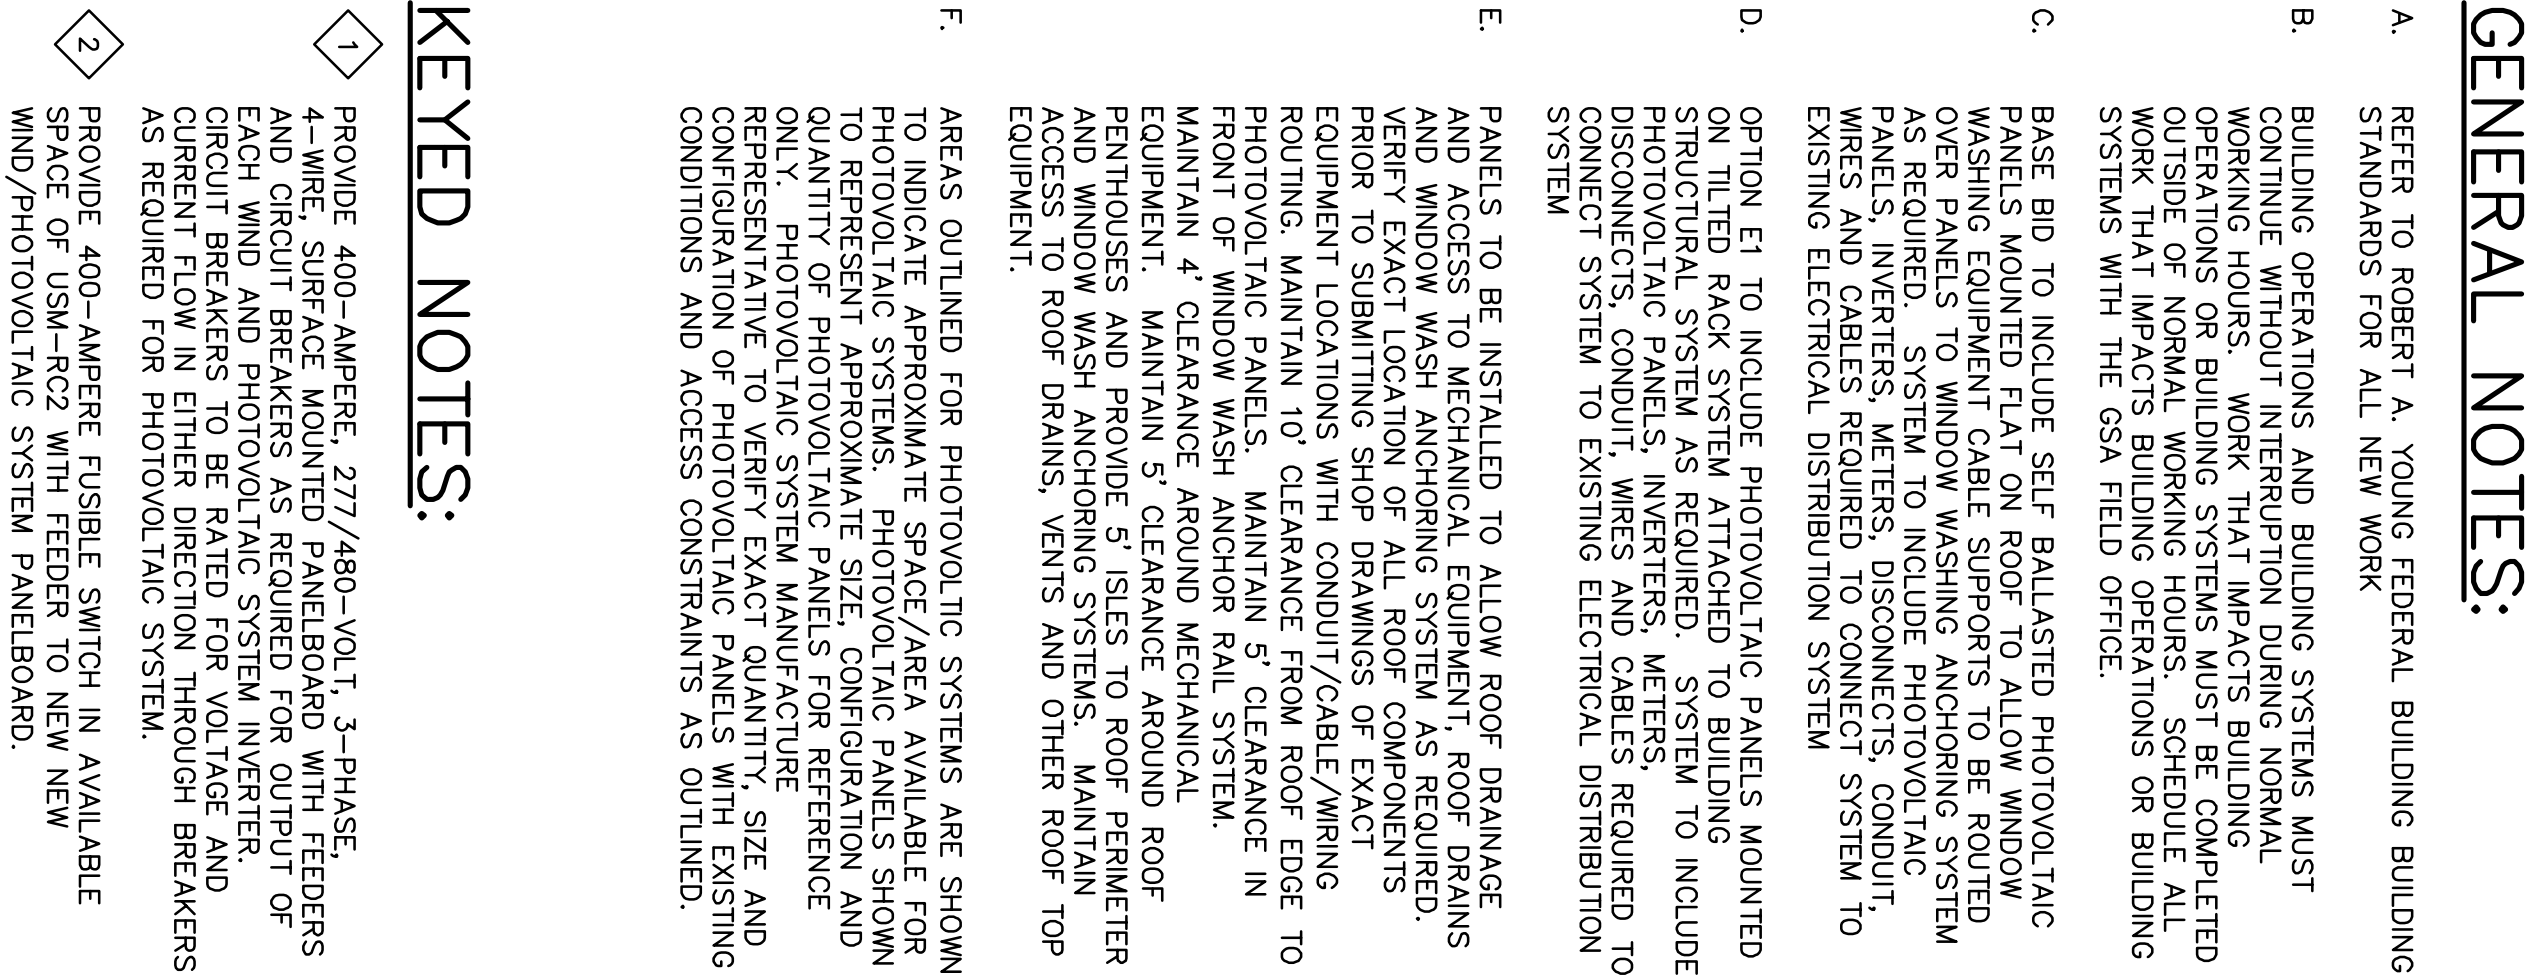 GENERAL NOTES:
A. REFER TO ROBERT A. YOUNG FEDERAL BUILDING BUILDING
STANDARDS FOR ALL NEW WORK
B. BUILDING OPERATIONS AND BUILDING SYSTEMS MUST
CONTINUE WITHOUT INTERRUPTION DURING NORMAL
WORKING HOURS. WORK THAT IMPACTS BUILDING
OPERATIONS OR BUILDING SYSTEMS MUST BE COMPLETED
OUTSIDE OF NORMAL WORKING HOURS. SCHEDULE ALL
WORK THAT IMPACTS BUILDING OPERATIONS OR BUILDING
SYSTEMS WITH THE GSA FIELD OFFICE.
C. BASE BID TO INCLUDE SELF BALLASTED PHOTOVOLTAIC
PANELS MOUNTED FLAT ON ROOF TO ALLOW WINDOW
WASHING EQUIPMENT CABLE SUPPORTS TO BE ROUTED
OVER PANELS TO WINDOW WASHING ANCHORING SYSTEM
AS REQUIRED. SYSTEM TO INCLUDE PHOTOVOLTAIC
PANELS, INVERTERS, METERS, DISCONNECTS, CONDUIT,
WIRES AND CABLES REQUIRED TO CONNECT SYSTEM TO
EXISTING ELECTRICAL DISTRIBUTION SYSTEM
D. OPTION E1 TO INCLUDE PHOTOVOLTAIC PANELS MOUNTED
ON TILTED RACK SYSTEM ATTACHED TO BUILDING
STRUCTURAL SYSTEM AS REQUIRED. SYSTEM TO INCLUDE
PHOTOVOLTAIC PANELS, INVERTERS, METERS,
DISCONNECTS, CONDUIT, WIRES AND CABLES REQUIRED TO
CONNECT SYSTEM TO EXISTING ELECTRICAL DISTRIBUTION
SYSTEM
E. PANELS TO BE INSTALLED TO ALLOW ROOF DRAINAGE
AND ACCESS TO MECHANICAL EQUIPMENT, ROOF DRAINS
AND WINDOW WASH ANCHORING SYSTEM AS REQUIRED.
VERIFY EXACT LOCATION OF ALL ROOF COMPONENTS
PRIOR TO SUBMITTING SHOP DRAWINGS OF EXACT
EQUIPMENT LOCATIONS WITH CONDUIT/CABLE/WIRING
ROUTING. MAINTAIN 10' CLEARANCE FROM ROOF EDGE TO
PHOTOVOLTAIC PANELS. MAINTAIN 5' CLEARANCE IN
FRONT OF WINDOW WASH ANCHOR RAIL SYSTEM.
MAINTAIN 4' CLEARANCE AROUND MECHANICAL
EQUIPMENT. MAINTAIN 5' CLEARANCE AROUND ROOF
PENTHOUSES AND PROVIDE 5' ISLES TO ROOF PERIMETER
AND WINDOW WASH ANCHORING SYSTEMS. MAINTAIN
ACCESS TO ROOF DRAINS, VENTS AND OTHER ROOF TOP
EQUIPMENT.
F. AREAS OUTLINED FOR PHOTOVOLTIC SYSTEMS ARE SHOWN
TO INDICATE APPROXIMATE SPACE/AREA AVAILABLE FOR
PHOTOVOLTAIC SYSTEMS. PHOTOVOLTAIC PANELS SHOWN
TO REPRESENT APPROXIMATE SIZE, CONFIGURATION AND
QUANTITY OF PHOTOVOLTAIC PANELS FOR REFERENCE
ONLY. PHOTOVOLTAIC SYSTEM MANUFACTURE
REPRESENTATIVE TO VERIFY EXACT QUANTITY, SIZE AND
CONFIGURATION OF PHOTOVOLTAIC PANELS WITH EXISTING
CONDITIONS AND ACCESS CONSTRAINTS AS OUTLINED.
KEYED NOTES:
1 PROVIDE 400-AMPERE, 277/480-VOLT, 3-PHASE,
4-WIRE, SURFACE MOUNTED PANELBOARD WITH FEEDERS
AND CIRCUIT BREAKERS AS REQUIRED FOR OUTPUT OF
EACH WIND AND PHOTOVOLTAIC SYSTEM INVERTER.
CIRCUIT BREAKERS TO BE RATED FOR VOLTAGE AND
CURRENT FLOW IN EITHER DIRECTION THROUGH BREAKERS
AS REQUIRED FOR PHOTOVOLTAIC SYSTEM.
2 PROVIDE 400-AMPERE FUSIBLE SWITCH IN AVAILABLE
SPACE OF USM-RC2 WITH FEEDER TO NEW NEW
WIND/PHOTOVOLTAIC SYSTEM PANELBOARD.